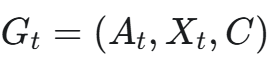 G_t = (A_t, X_t, C)